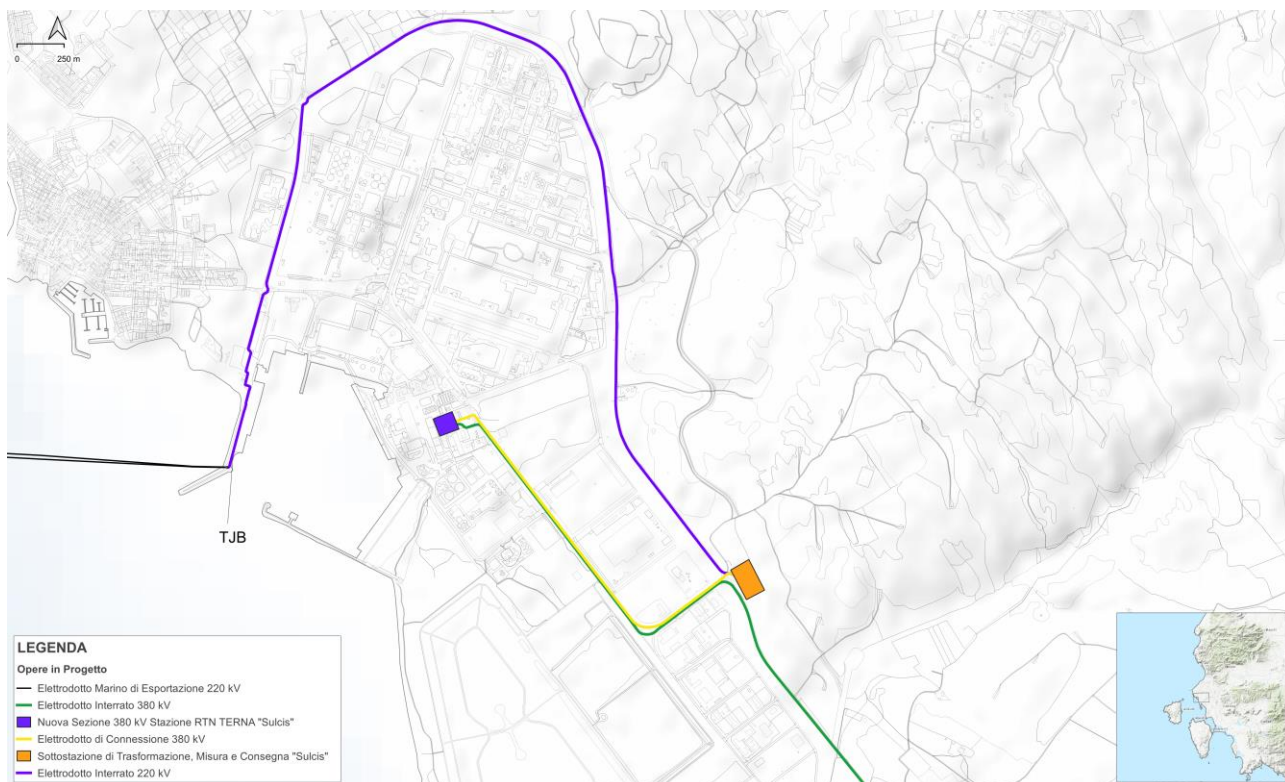 0 250 m
TJB
LEGENDA
Opere in Progetto
Elettrodotto Marino di Esportazione 220 kV
Elettrodotto Interrato 380 kV
Nuova Sezione 380 kV Stazione RTN TERNA "Sulcis"
Elettrodotto di Connessione 380 kV
Sottostazione di Trasformazione, Misura e Consegna "Sulcis"
Elettrodotto Interrato 220 kV